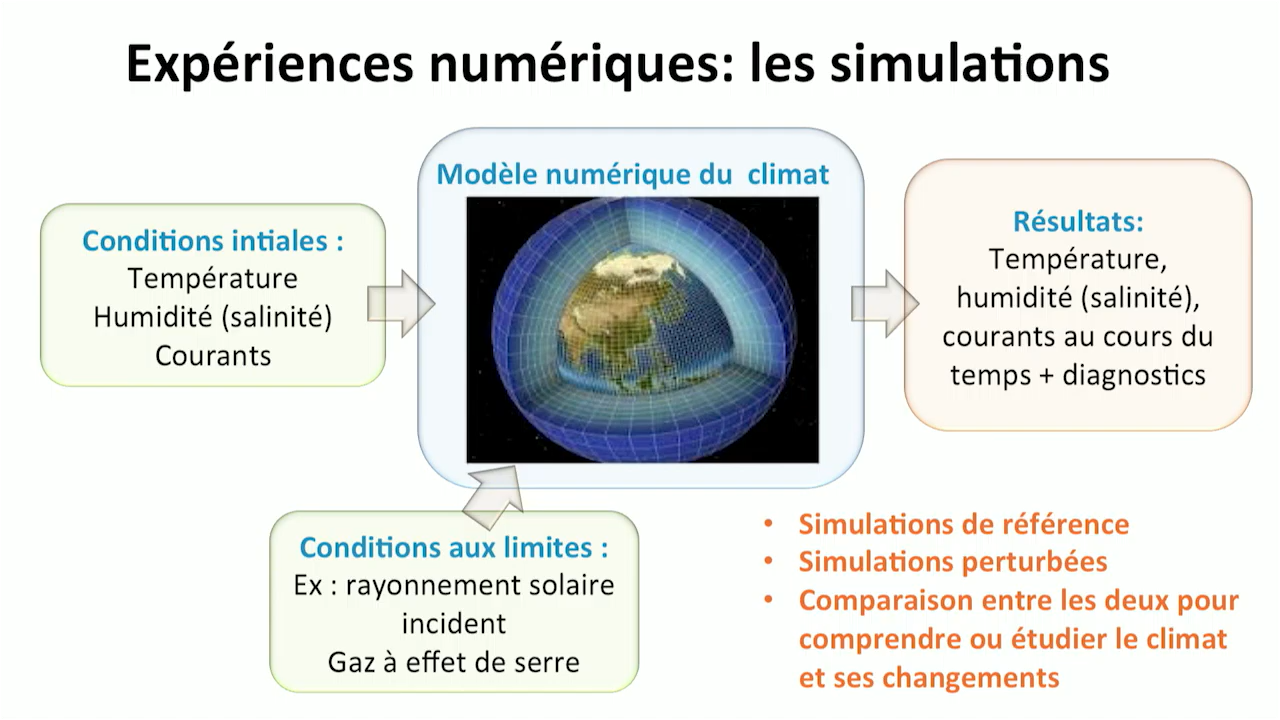 Expériences numériques: les simulations
Modèle numérique du climat
Conditions intiales :
Température
Humidité (salinité)
Courants
Résultats:
Température,
humidité (salinité),
courants au cours du
temps + diagnostics
Conditions aux limites :
Ex : rayonnement solaire
incident
Gaz à effet de serre
• Simulations de référence
• Simulations perturbées
• Comparaison entre les deux pour
comprendre ou étudier le climat
et ses changements